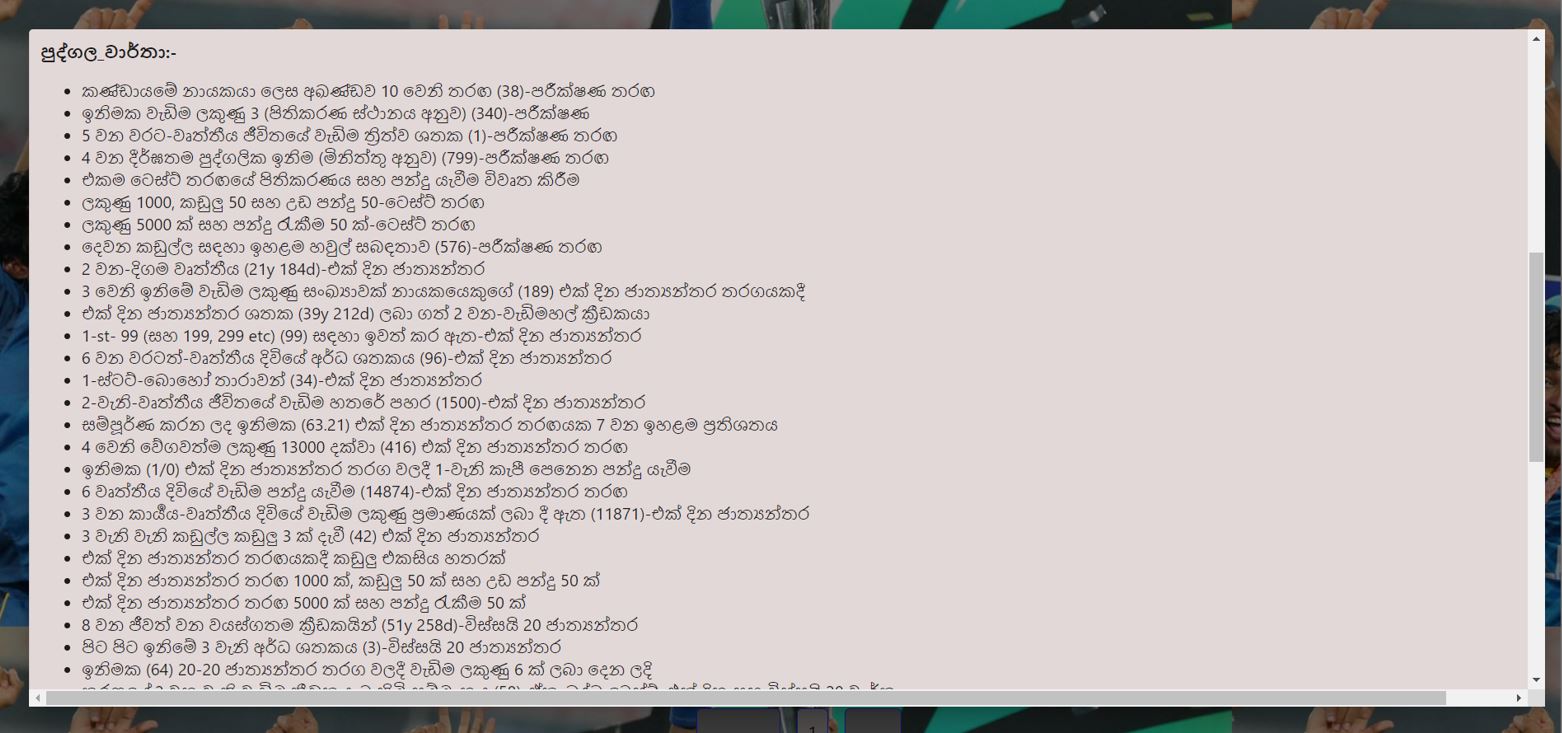 පුද්ගල_වාර්තා:-
කණ්ඩායමේ නායකයා ලෙස අඛණ්ඩව 10 වෙනි තරඟ (38)-පරීක්ෂණ තරඟ
ඉනිමක වැඩිම ලකුණු 3 (පිතිකරණ ස්ථානය අනුව) (340)-පරීක්ෂණ
5 වන වරට-වෘත්තීය ජීවිතයේ වැඩිම ත්‍රිත්ව ශතක (1)-පරීක්ෂණ තරඟ
4 වන දීර්ඝතම පුද්ගලික ඉනිම (මිනිත්තු අනුව) (799)-පරීක්ෂණ තරඟ
එකම ටෙස්ට් තරඟයේ පිතිකරණය සහ පන්දු යැවීම විවෘත කිරීම
ලකුණු 1000, කඩුලු 50 සහ උඩ පන්දු 50-ටෙස්ට් තරඟ
ලකුණු 5000 ක් සහ පන්දු රැකීම 50 ක්-ටෙස්ට් තරඟ
දෙවන කඩුල්ල සඳහා ඉහළම හවුල් සබඳතාව (576)-පරීක්ෂණ තරඟ
2 වන-දිගම වෘත්තීය (21y 184d)-එක් දින ජාත්‍යන්තර
3 වෙනි ඉනිමේ වැඩිම ලකුණු සංඛ්‍යාවක් නායකයෙකුගේ (189) එක් දින ජාත්‍යන්තර තරගයකදී
එක් දින ජාත්‍යන්තර ශතක (39y 212d) ලබා ගත් 2 වන-වැඩිමහල් ක්‍රීඩකයා
1-st- 99 (සහ 199, 299 etc) (99) සඳහා ඉවත් කර ඇත-එක් දින ජාත්‍යන්තර
6 වන වරටත්-වෘත්තීය දිවියේ අර්ධ ශතකය (96)-එක් දින ජාත්‍යන්තර
1-ස්ටට්-බොහෝ තාරාවන් (34)-එක් දින ජාත්‍යන්තර
2-වැනි-වෘත්තීය ජීවිතයේ වැඩිම හතරේ පහර (1500)-එක් දින ජාත්‍යන්තර
සම්පූර්ණ කරන ලද ඉනිමක (63.21) එක් දින ජාත්‍යන්තර තරඟයක 7 වන ඉහළම ප්‍රතිශතය
4 වෙනි වේගවත්ම ලකුණු 13000 දක්වා (416) එක් දින ජාත්‍යන්තර තරඟ
ඉනිමක (1/0) එක් දින ජාත්‍යන්තර තරග වලදී 1-වැනි කැපී පෙනෙන පන්දු යැවීම
6 වෘත්තීය දිවියේ වැඩිම පන්දු යැවීම (14874)-එක් දින ජාත්‍යන්තර තරඟ
3 වන කාර්‍ය්‍ය-වෘත්තීය දිවියේ වැඩිම ලකුණු ප්‍රමාණයක් ලබා දී ඇත (11871)-එක් දින ජාත්‍යන්තර
3 වැනි වැනි කඩුල්ල කඩුලු 3 ක් දැවී (42) එක් දින ජාත්‍යන්තර
එක් දින ජාත්‍යන්තර තරඟයකදී කඩුලු එකසිය හතරක්
එක් දින ජාත්‍යන්තර තරඟ 1000 ක්, කඩුලු 50 ක් සහ උඩ පන්දු 50 ක්
එක් දින ජාත්‍යන්තර තරඟ 5000 ක් සහ පන්දු රැකීම 50 ක්
8 වන ජීවත් වන වයස්ගතම ක්‍රීඩකයින් (51y 258d)-විස්සයි 20 ජාත්‍යන්තර
පිට පිට ඉනිමේ 3 වැනි අර්ධ ශතකය (3)-විස්සයි 20 ජාත්‍යන්තර
ඉනිමක (64) 20-20 ජාත්‍යන්තර තරග වලදී වැඩිම ලකුණු 6 ක් ලබා දෙන ලදි
1